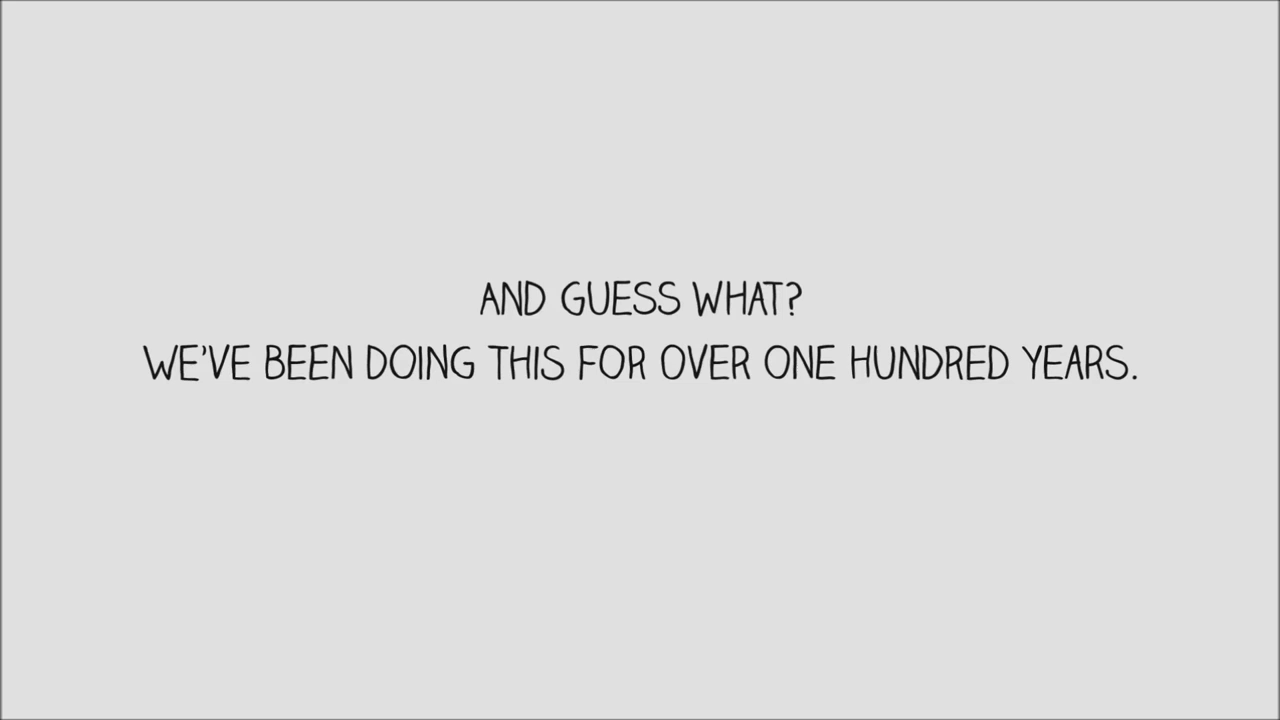 AND GUESS WHAT?
WE'VE BEEN DOING THIS FOR OVER ONE HUNDRED YEARS.